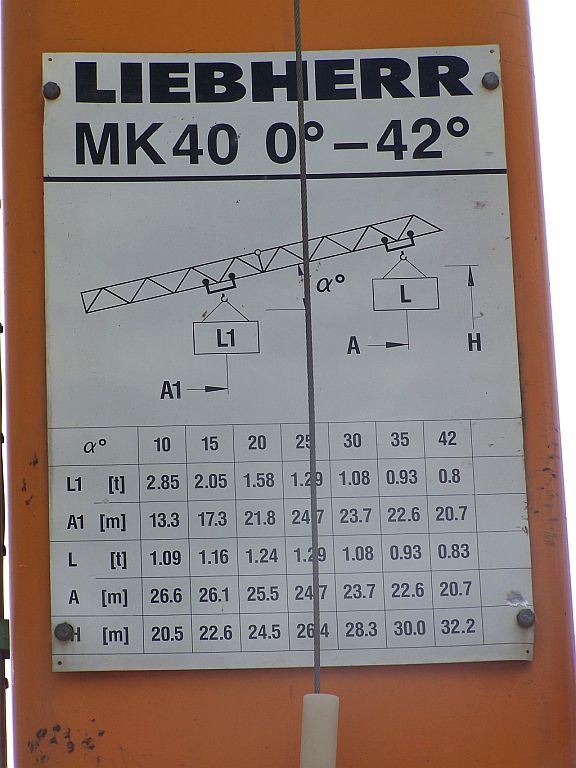 LIEBHERR
MK40 0°–42°
α°
L1
L
A
H
A1
α° 10 15 20 25 30 35 42
L1 [t] 2.85 2.05 1.58 1.29 1.08 0.93 0.8
A1 [m] 13.3 17.3 21.8 24.7 23.7 22.6 20.7
L [t] 1.09 1.16 1.24 1.29 1.08 0.93 0.83
A [m] 26.6 26.1 25.5 24.7 23.7 22.6 20.7
H [m] 20.5 22.6 24.5 26.4 28.3 30.0 32.2